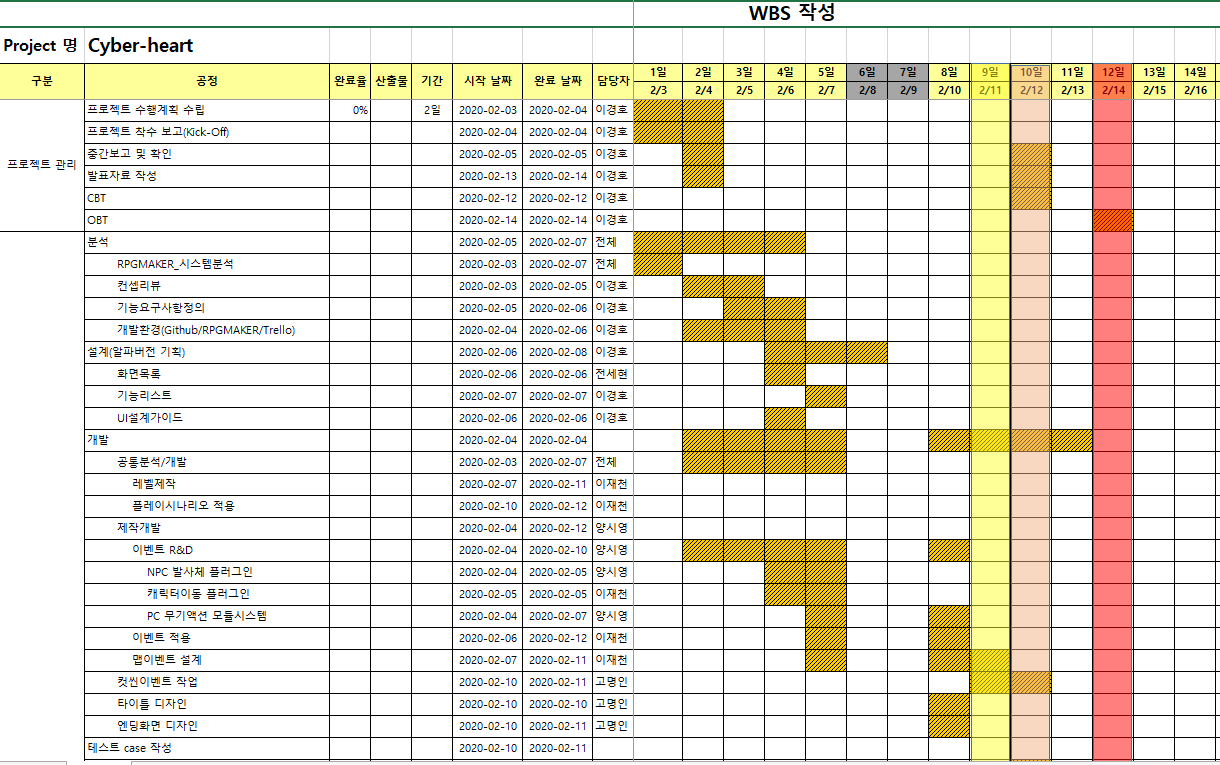 WBS 작성
Project 명 Cyber-heart
구분 공정 완료율 산출물 기간 시작 날짜 완료 날짜 담당자 1일 2일 3일 4일 5일 6일 7일 8일 9일 10일 11일 12일 13일 14일
2/3 2/4 2/5 2/6 2/7 2/8 2/9 2/10 2/11 2/12 2/13 2/14 2/15 2/16
프로젝트 관리
프로젝트 수행계획 수립 0% 2일 2020-02-03 2020-02-04 이경호
프로젝트 착수 보고(Kick-Off) 2020-02-04 2020-02-04 이경호
중간보고 및 확인 2020-02-05 2020-02-05 이경호
발표자료 작성 2020-02-13 2020-02-14 이경호
CBT 2020-02-12 2020-02-12 이경호
OBT 2020-02-14 2020-02-14 이경호
분석 2020-02-05 2020-02-07 전체
RPGMAKER_시스템분석 2020-02-03 2020-02-07 전체
컨셉리뷰 2020-02-03 2020-02-05 이경호
기능요구사항정의 2020-02-05 2020-02-06 이경호
개발환경(Github/RPGMAKER/Trello) 2020-02-04 2020-02-06 이경호
설계(알파버전 기획) 2020-02-06 2020-02-08 이경호
화면목록 2020-02-06 2020-02-06 전세현
기능리스트 2020-02-07 2020-02-07 이경호
UI설계가이드 2020-02-06 2020-02-06 이경호
개발 2020-02-04 2020-02-04
공통분석/개발 2020-02-03 2020-02-07 전체
레벨제작 2020-02-07 2020-02-11 이재천
플레이시나리오 적용 2020-02-10 2020-02-12 이재천
제작개발 2020-02-04 2020-02-12 양시영
이벤트 R&D 2020-02-04 2020-02-10 양시영
NPC 발사체 플러그인 2020-02-04 2020-02-05 양시영
캐릭터이동 플러그인 2020-02-05 2020-02-05 이재천
PC 무기액션 모듈시스템 2020-02-04 2020-02-07 양시영
이벤트 적용 2020-02-06 2020-02-12 이재천
맵이벤트 설계 2020-02-07 2020-02-11 이재천
컷씬이벤트 작업 2020-02-10 2020-02-11 고명인
타이틀 디자인 2020-02-10 2020-02-10 고명인
엔딩화면 디자인 2020-02-10 2020-02-11 고명인
테스트 case 작성 2020-02-10 2020-02-11